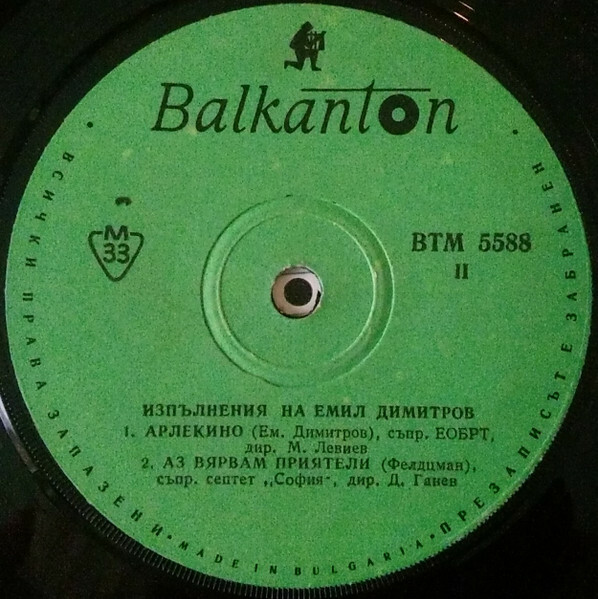 Balkanton
М
33
ВТМ 5588
II
ИЗПЪЛНЕНИЯ НА ЕМИЛ ДИМИТРОВ
1. АРЛЕКИНО (Ем. Димитров), съпр. ЕОБРТ,
дир. М. Левиев
2. АЗ ВЯРВАМ ПРИЯТЕЛИ (Фелдцман),
съпр. септет „София", дир. Д. Ганев
• ВСИЧКИ ПРАВА ЗАПАЗЕНИ • MADE IN BULGARIA • ПРЕЗАПИСЪТ Е ЗАБРАНЕН •